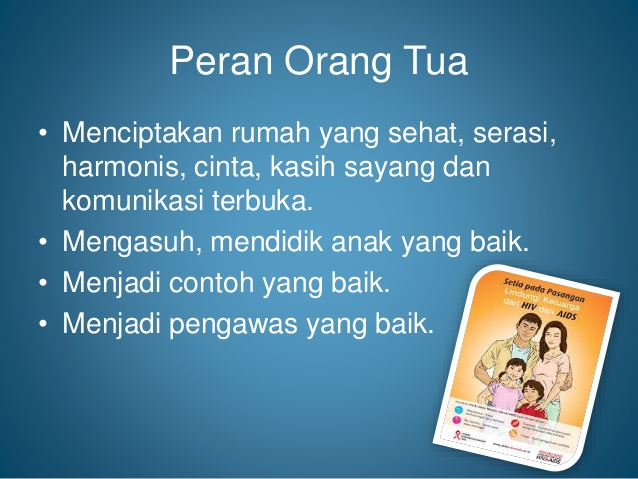 Peran Orang Tua
• Menciptakan rumah yang sehat, serasi,
harmonis, cinta, kasih sayang dan
komunikasi terbuka.
• Mengasuh, mendidik anak yang baik.
• Menjadi contoh yang baik.
• Menjadi pengawas yang baik.
Setia pada Pasangan
Lindungi Keluarga
dari HIV dan AIDS